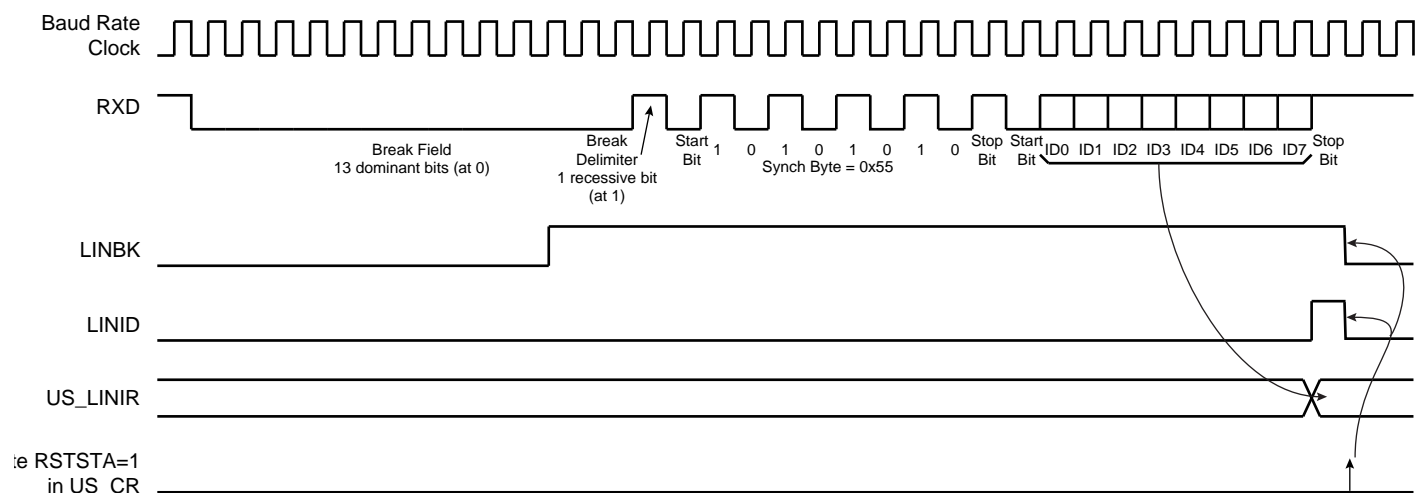 Baud Rate
Clock
RXD
Break Field
13 dominant bits (at 0)
Break
Delimiter
1 recessive bit
(at 1)
Start
Bit
1 0 1 0 1 0 1 0
Synch Byte = 0x55
Stop
Bit
Start
Bit
ID0 ID1 ID2 ID3 ID4 ID5 ID6 ID7
Stop
Bit
LINBK
LINID
US_LINIR
te RSTSTA=1
in US_CR